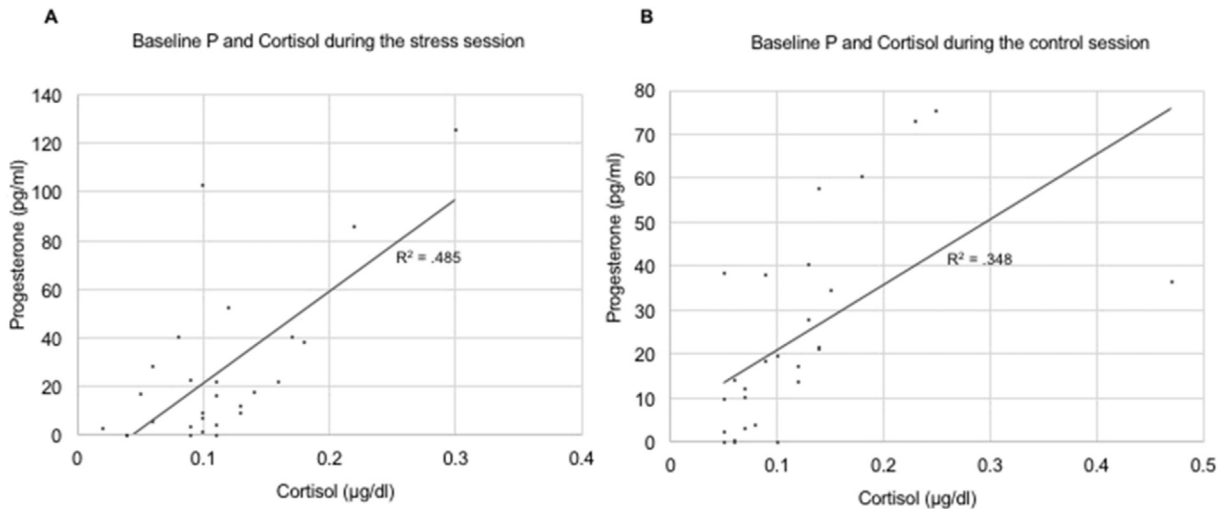 A
Baseline P and Cortisol during the stress session
140
120
100
80
60
40
20
0
Progesterone (pg/ml)
R² = .485
0
0.1
0.2
0.3
0.4
Cortisol (µg/dl)
B
Baseline P and Cortisol during the control session
80
70
60
50
40
30
20
10
0
Progesterone (pg/ml)
R² = .348
0
0.1
0.2
0.3
0.4
0.5
Cortisol (µg/dl)